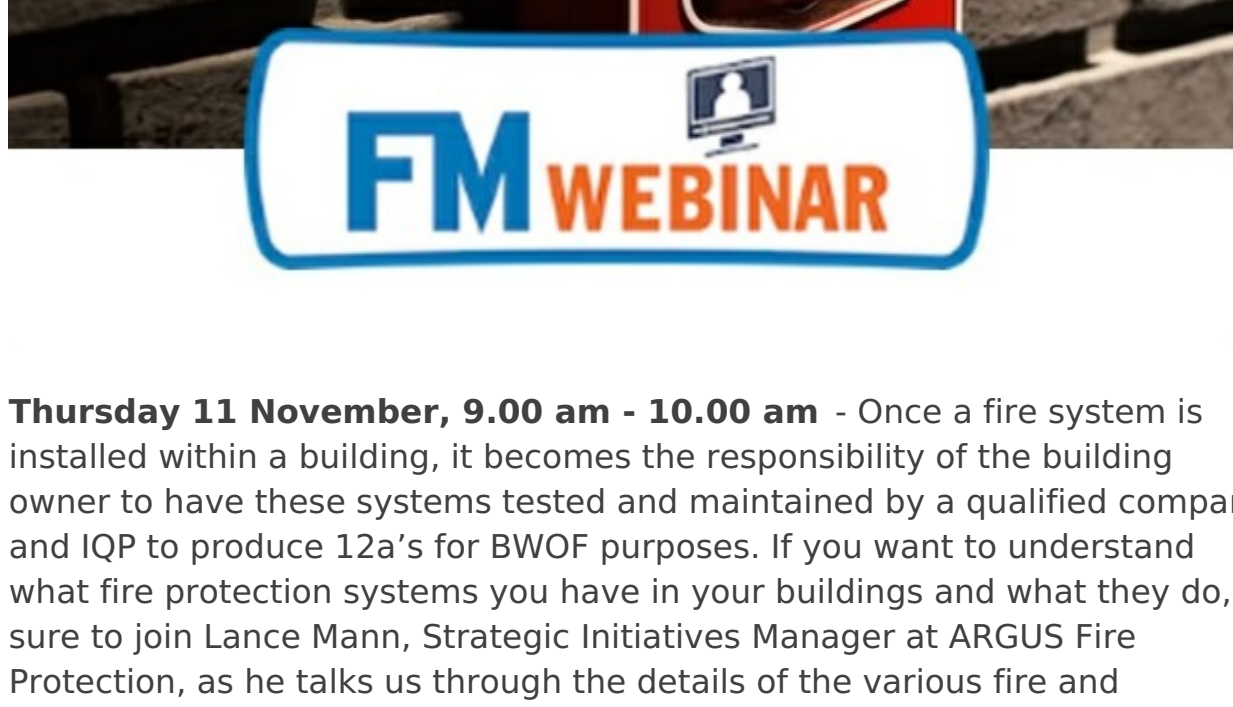 FM WEBINAR
Thursday 11 November, 9.00 am - 10.00 am - Once a fire system is
installed within a building, it becomes the responsibility of the building
owner to have these systems tested and maintained by a qualified
and IQP to produce 12a’s for BWOF purposes. If you want to understand
what fire protection systems you have in your buildings and what they do,
sure to join Lance Mann, Strategic Initiatives Manager at ARGUS Fire
Protection, as he talks us through the details of the various fire and